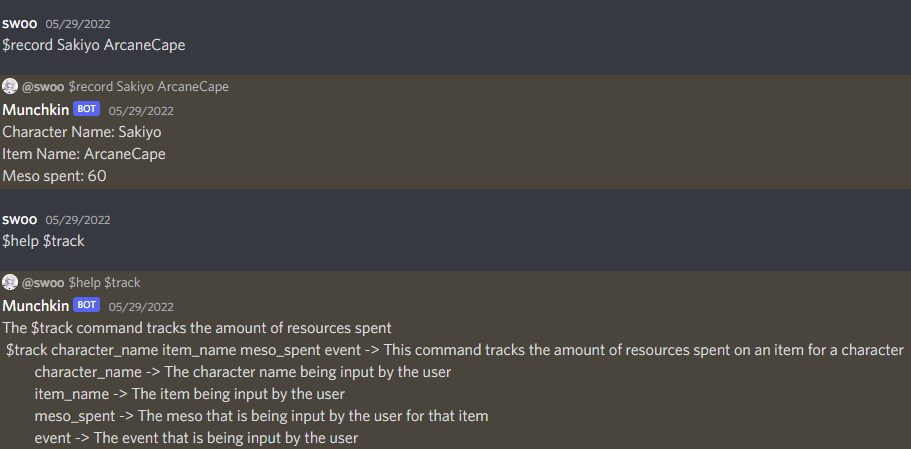 swoo 05/29/2022
$record Sakiyo ArcaneCape
@swoo $record Sakiyo ArcaneCape
Munchkin BOT 05/29/2022
Character Name: Sakiyo
Item Name: ArcaneCape
Meso spent: 60
swoo 05/29/2022
$help $track
@swoo $help $track
Munchkin BOT 05/29/2022
The $track command tracks the amount of resources spent
$track character_name item_name meso_spent event -> This command tracks the amount of resources spent on an item for a character
character_name -> The character name being input by the user
item_name -> The item being input by the user
meso_spent -> The meso that is being input by the user for that item
event -> The event that is being input by the user